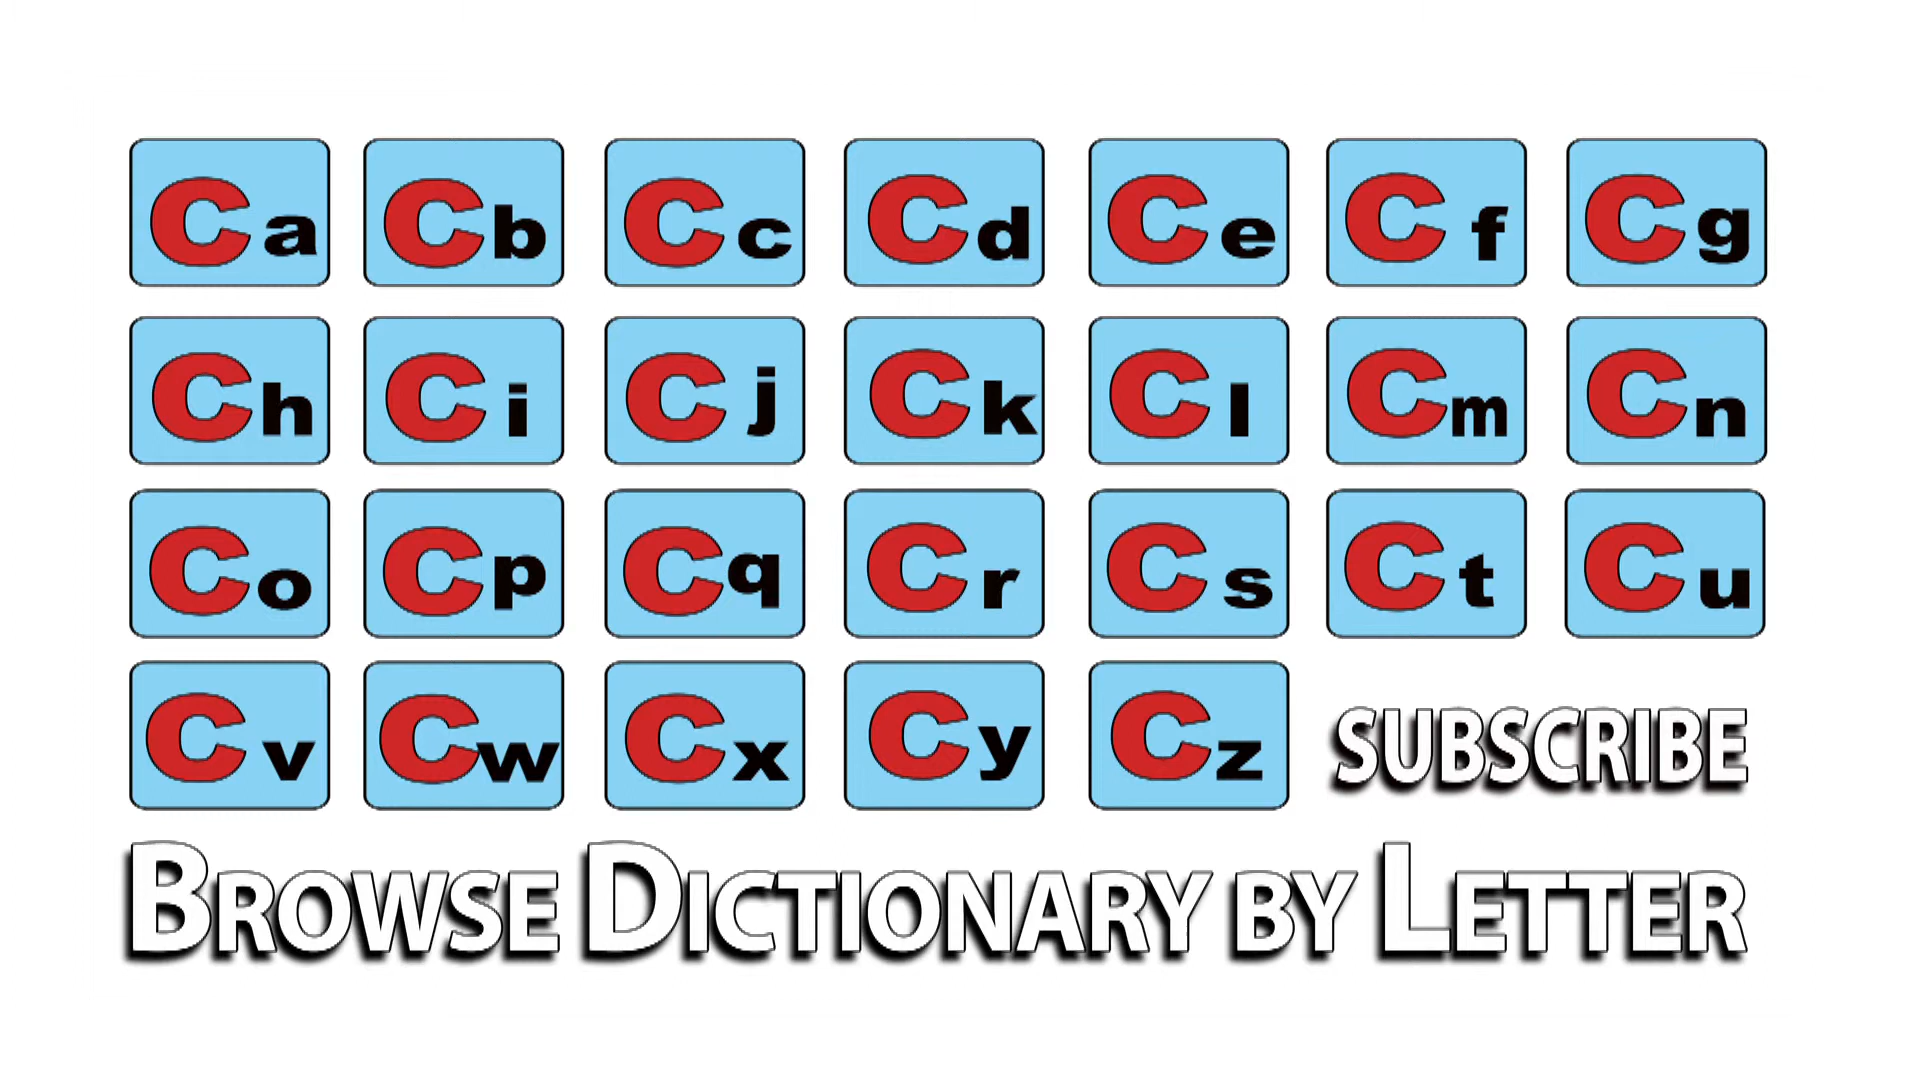 Ca Cb Cc Cd Ce Cf Cg
Ch Ci Cj Ck Cl Cm Cn
Co Cp Cq Cr Cs Ct Cu
Cv Cw Cx Cy Cz SUBSCRIBE
BROWSE DICTIONARY BY LETTER